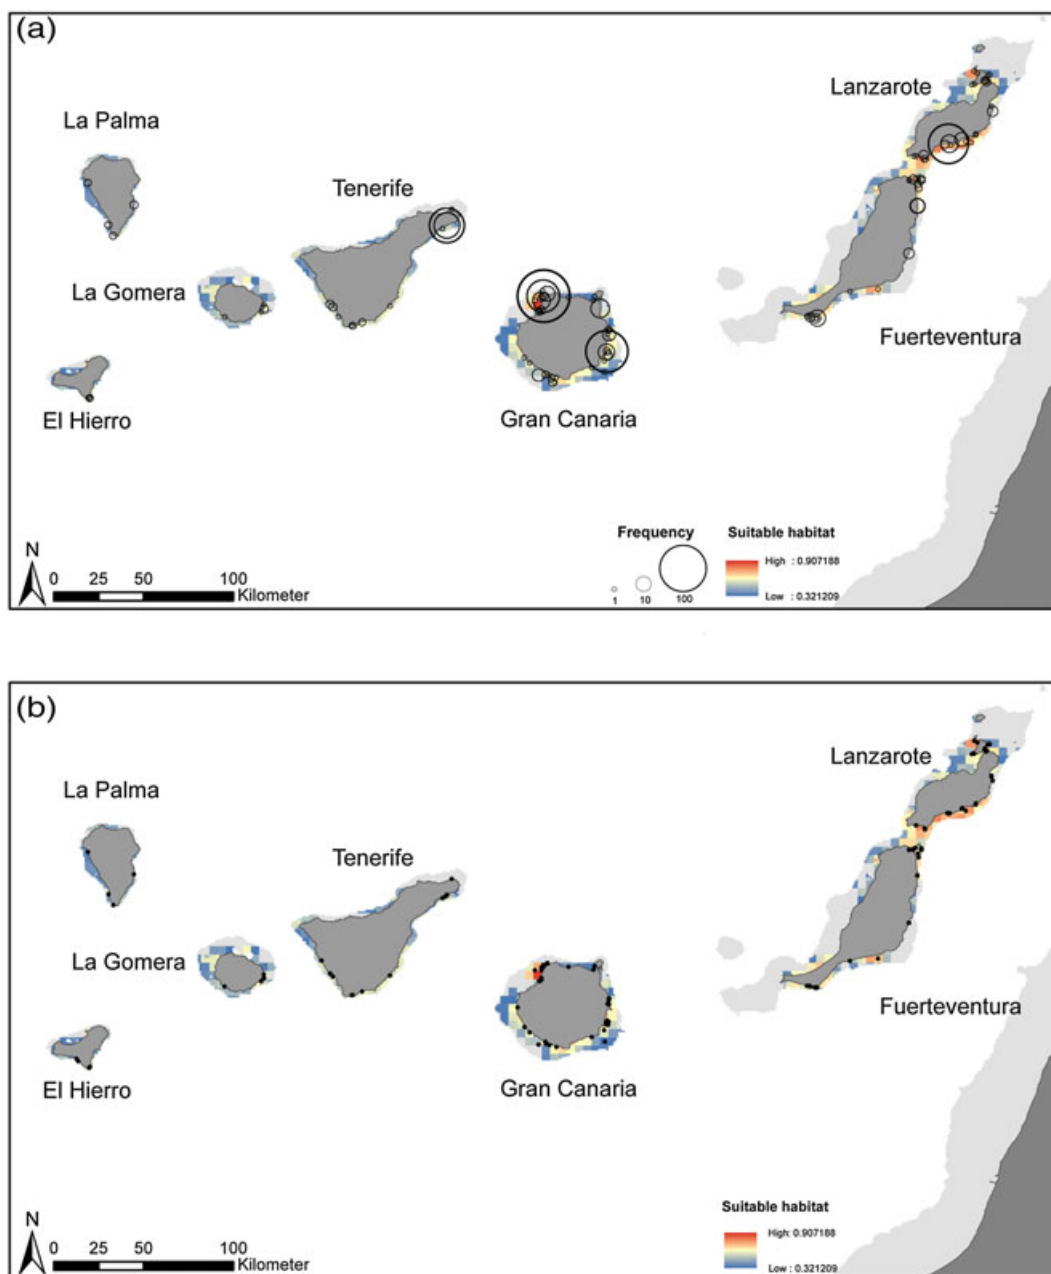 (a)
Lanzarote
La Palma
Tenerife
La Gomera
Fuerteventura
El Hierro
Gran Canaria
Frequency
1
10
100
Suitable habitat
High : 0.907188
Low : 0.321209
N
0 25 50 100
Kilometer
(b)
Lanzarote
La Palma
Tenerife
La Gomera
Fuerteventura
El Hierro
Gran Canaria
Suitable habitat
High: 0.907188
Low : 0.321209
N
0 25 50 100
Kilometer